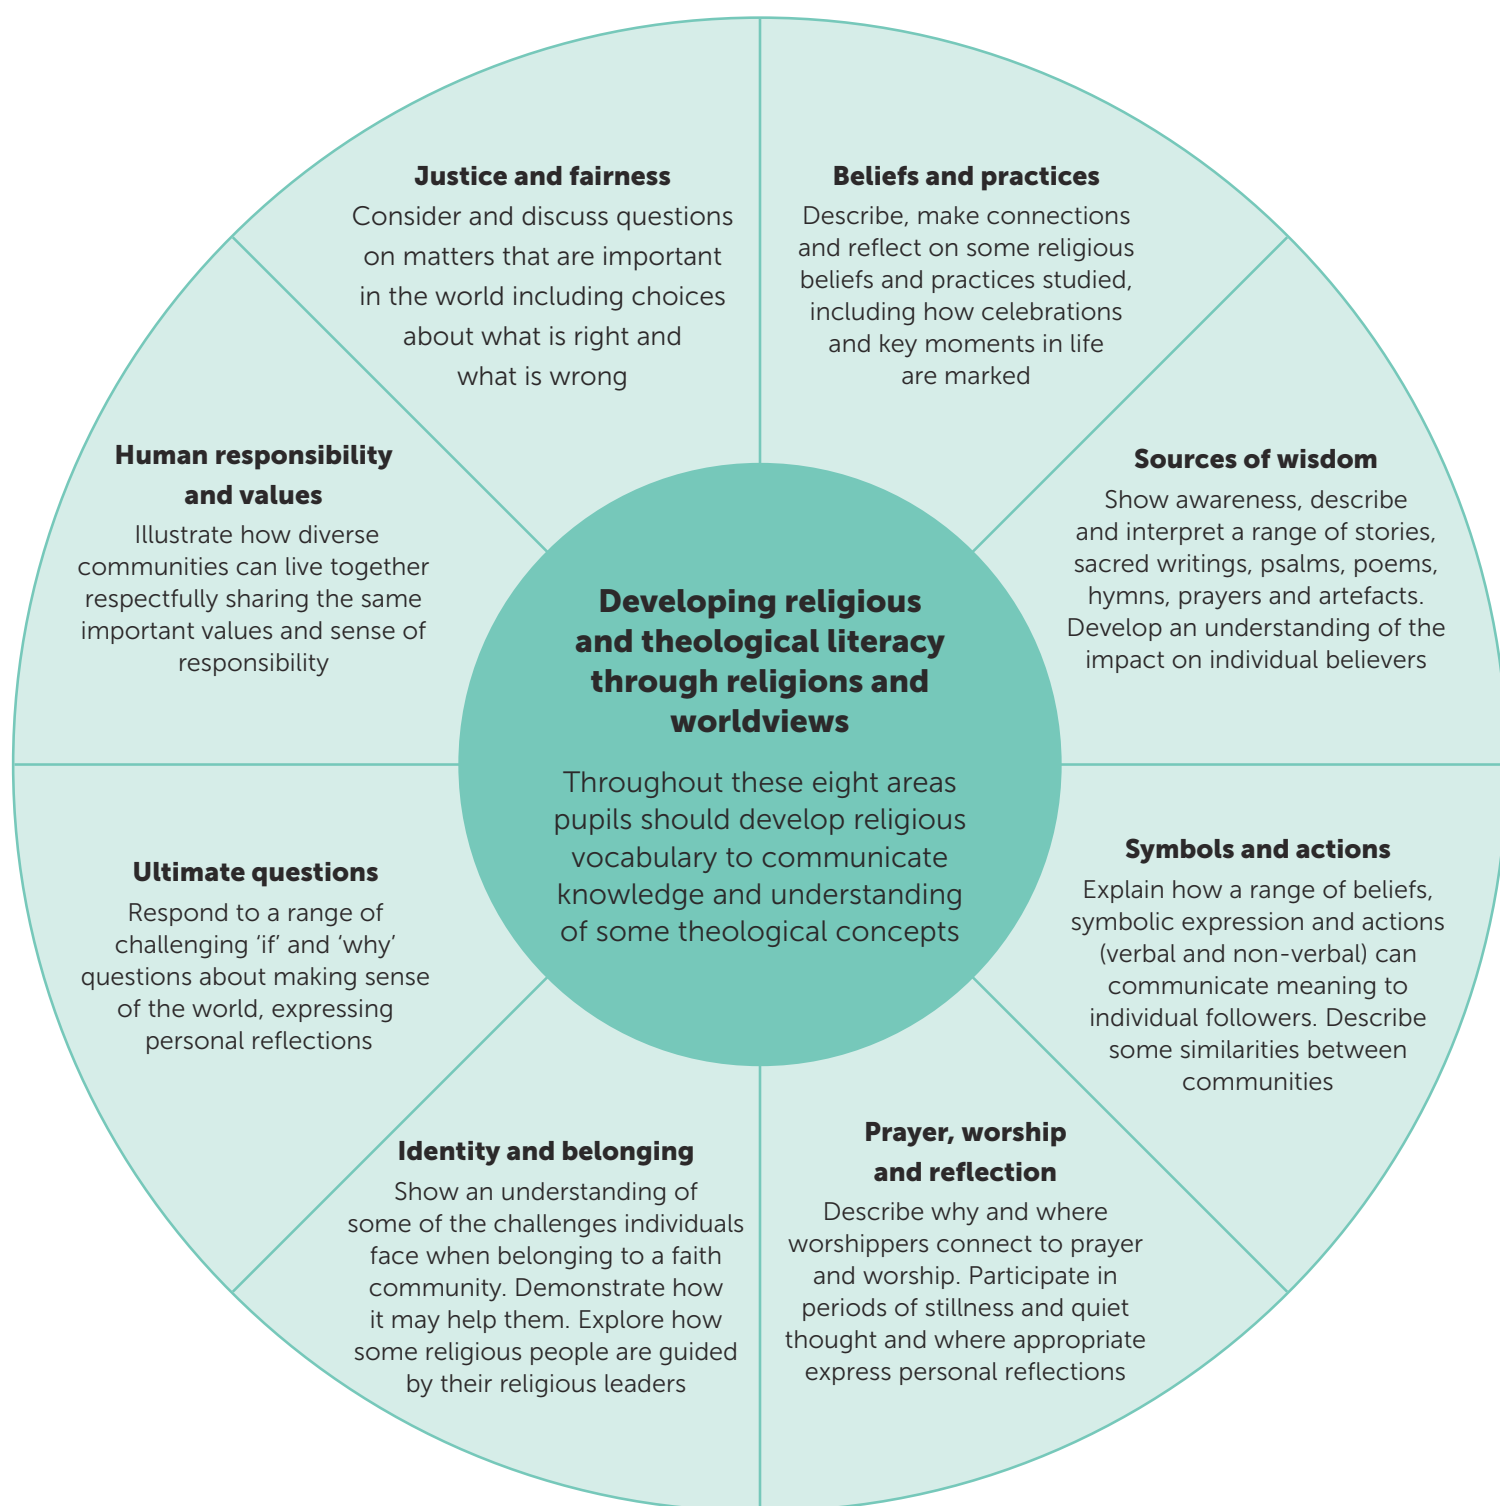 Justice and fairness
Consider and discuss questions
on matters that are important
in the world including choices
about what is right and
what is wrong
Beliefs and practices
Describe, make connections
and reflect on some religious
beliefs and practices studied,
including how celebrations
and key moments in life
are marked
Sources of wisdom
Show awareness, describe
and interpret a range of stories,
sacred writings, psalms, poems,
hymns, prayers and artefacts.
Develop an understanding of the
impact on individual believers
Symbols and actions
Explain how a range of beliefs,
symbolic expression and actions
(verbal and non-verbal) can
communicate meaning to
individual followers. Describe
some similarities between
communities
Prayer, worship
and reflection
Describe why and where
worshippers connect to prayer
and worship. Participate in
periods of stillness and quiet
thought and where appropriate
express personal reflections
Identity and belonging
Show an understanding of
some of the challenges individuals
face when belonging to a faith
community. Demonstrate how
it may help them. Explore how
some religious people are guided
by their religious leaders
Ultimate questions
Respond to a range of
challenging ‘if’ and ‘why’
questions about making sense
of the world, expressing
personal reflections
Human responsibility
and values
Illustrate how diverse
communities can live together
respectfully sharing the same
important values and sense of
responsibility
Developing religious
and theological literacy
through religions and
worldviews
Throughout these eight areas
pupils should develop religious
vocabulary to communicate
knowledge and understanding
of some theological concepts